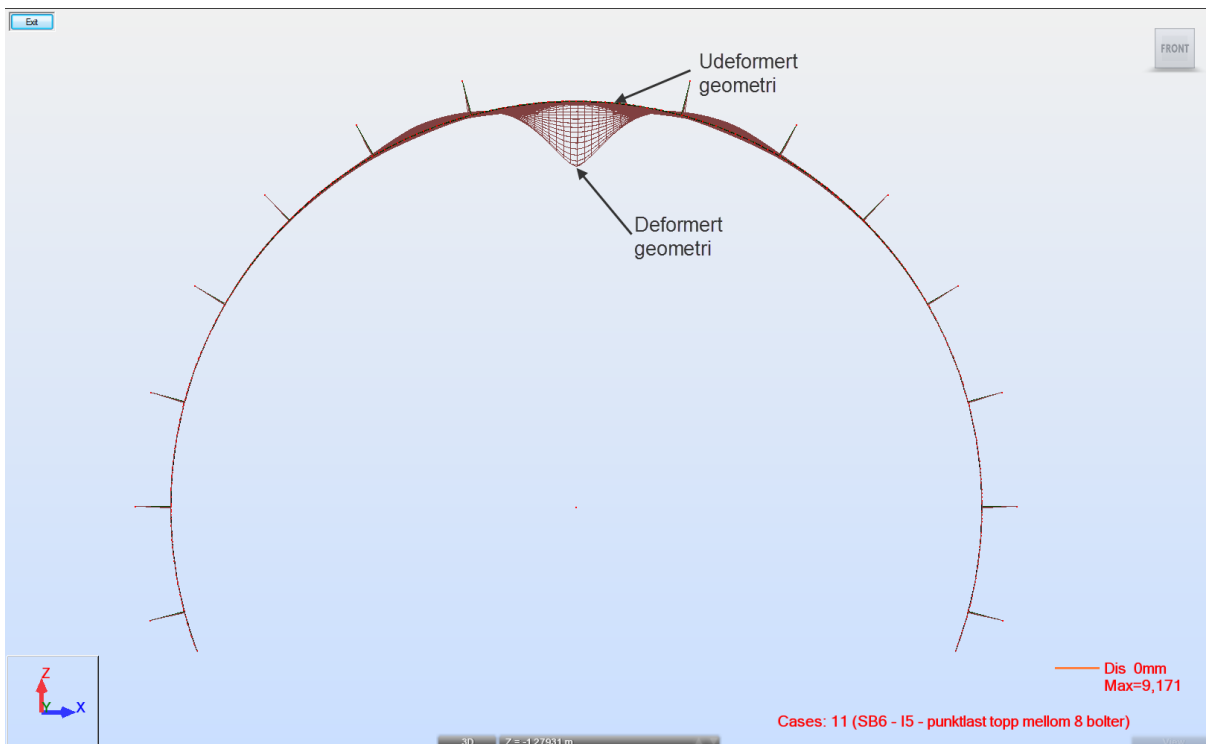 Exit
FRONT
Udeformert
geometri
Deformert
geometri
Z
Y
X
Dis 0mm
Max=9,171
Cases: 11 (SB6 - I5 - punktlast topp mellom 8 bolter)
3D
Z = -1,27931 m